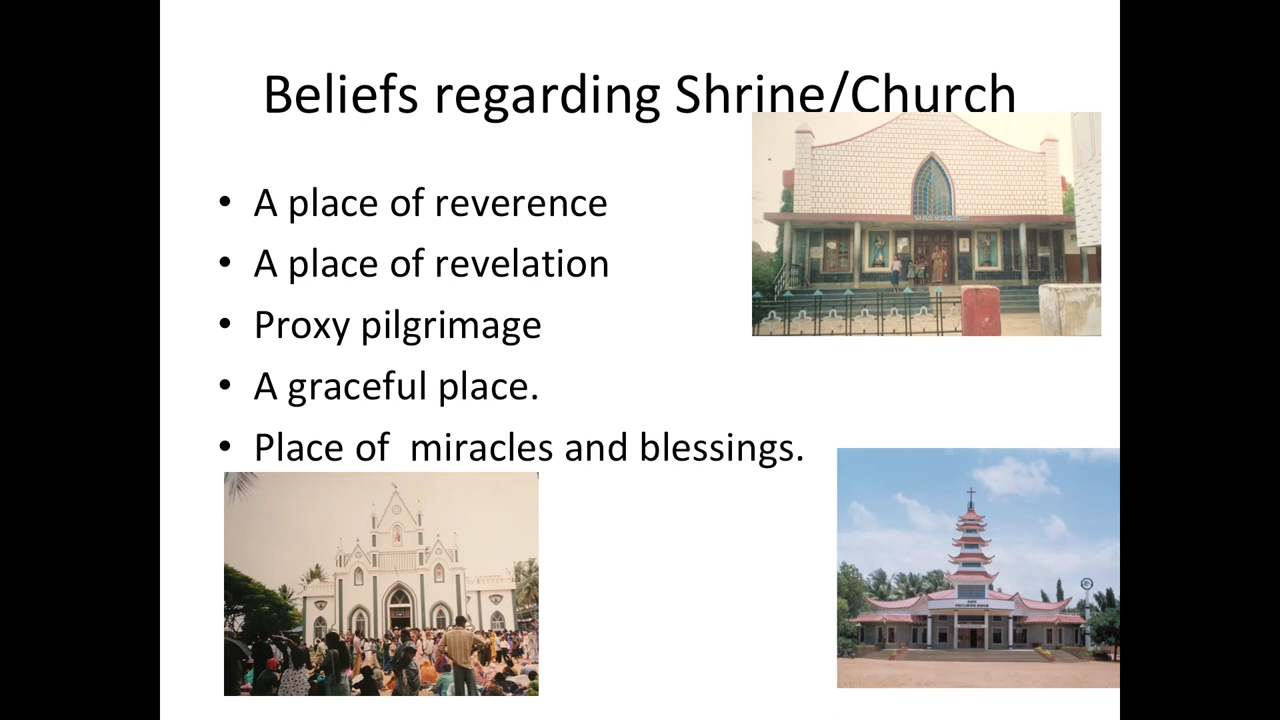 Beliefs regarding Shrine/Church
• A place of reverence
• A place of revelation
• Proxy pilgrimage
• A graceful place.
• Place of  miracles and blessings.